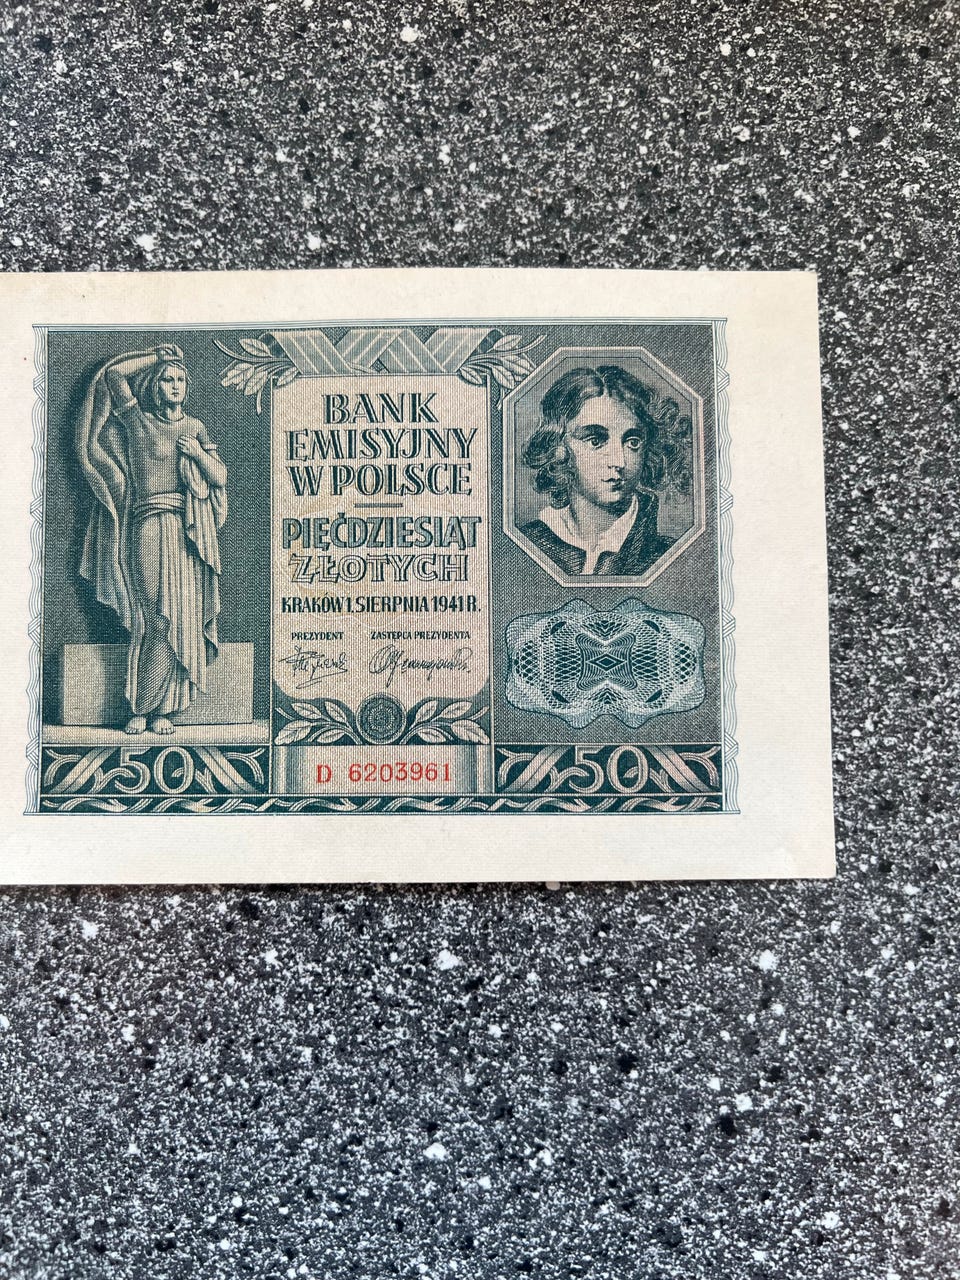 BANK
EMISYJNY
W POLSCE
PIĘĆDZIESIĄT
ZŁOTYCH
KRAKÓW 1. SIERPNIA 1941 R.
PREZYDENT ZASTĘPCA PREZYDENTA
50 D 6203961 50